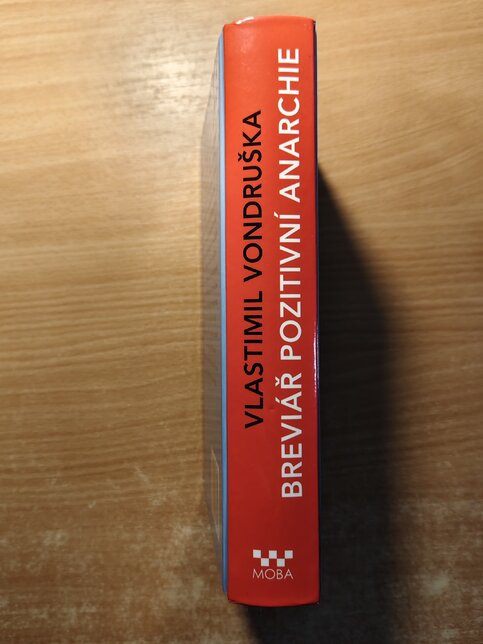 VLASTIMIL VONDRUŠKA
BREVIÁŘ POZITIVNÍ ANARCHIE
MOBA